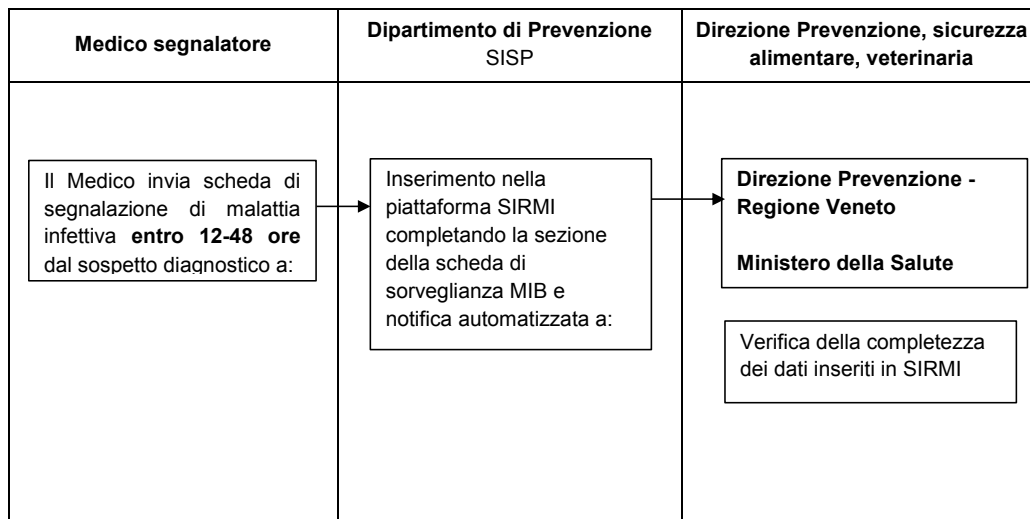 Medico segnalatore
Dipartimento di Prevenzione
SISP
Direzione Prevenzione, sicurezza
alimentare, veterinaria
Il Medico invia scheda di
segnalazione di malattia
infettiva entro 12-48 ore
dal sospetto diagnostico a:
Inserimento nella
piattaforma SIRMI
completando la sezione
della scheda di
sorveglianza MIB e
notifica automatizzata a:
Direzione Prevenzione -
Regione Veneto
Ministero della Salute
Verifica della completezza
dei dati inseriti in SIRMI